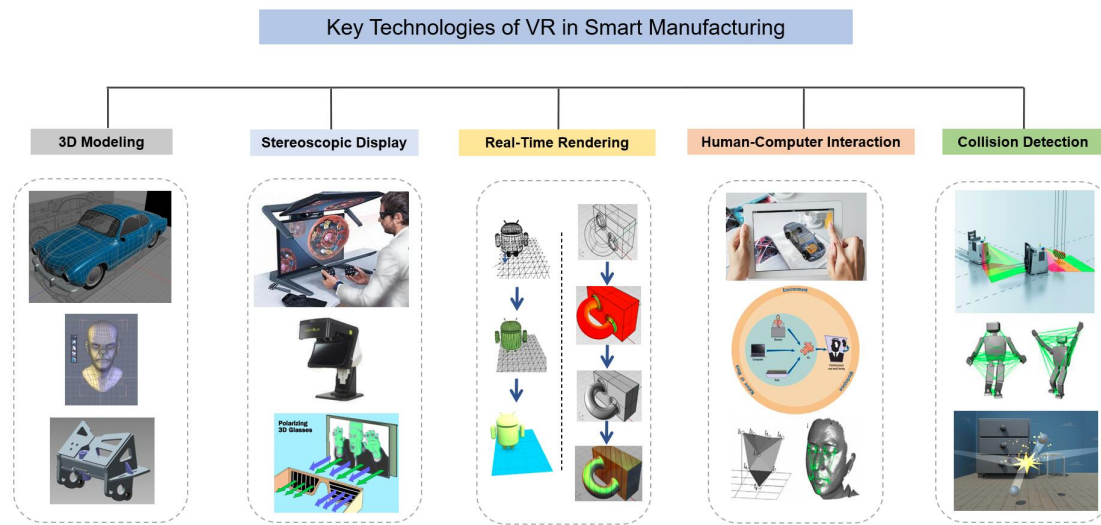 Key Technologies of VR in Smart Manufacturing
3D Modeling
Stereoscopic Display
Real-Time Rendering
Human-Computer Interaction
Collision Detection
Polarizing
3D Glasses
Environment
Computer